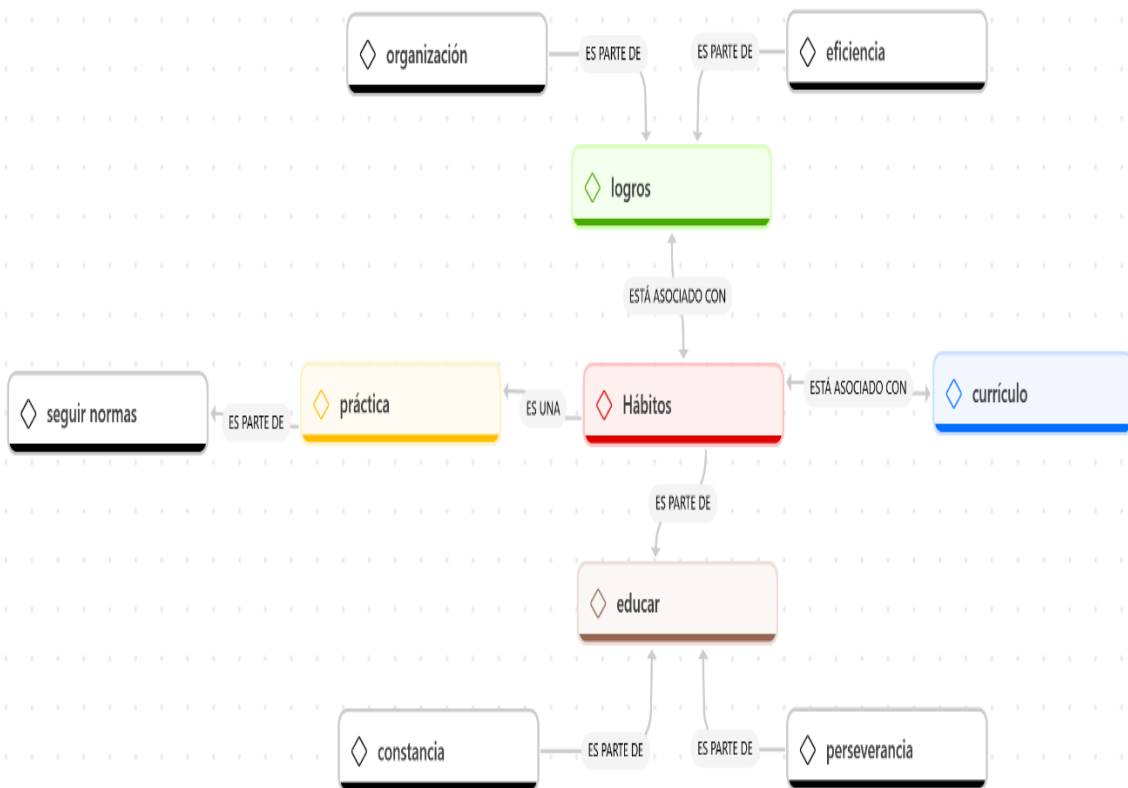 organización
ES PARTE DE
ES PARTE DE
eficiencia
logros
ESTÁ ASOCIADO CON
seguir normas
ES PARTE DE
práctica
ES UNA
Hábitos
ESTÁ ASOCIADO CON
currículo
ES PARTE DE
educar
constancia
ES PARTE DE
ES PARTE DE
perseverancia